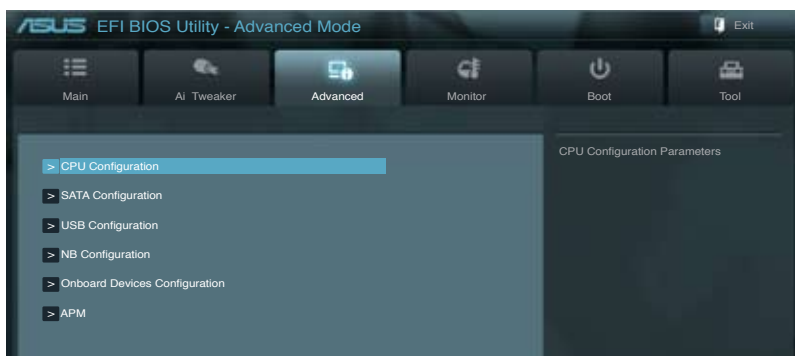 ASUS EFI BIOS Utility - Advanced Mode
Exit
Main
Ai Tweaker
Advanced
Monitor
Boot
Tool
> CPU Configuration
> SATA Configuration
> USB Configuration
> NB Configuration
> Onboard Devices Configuration
> APM
CPU Configuration Parameters